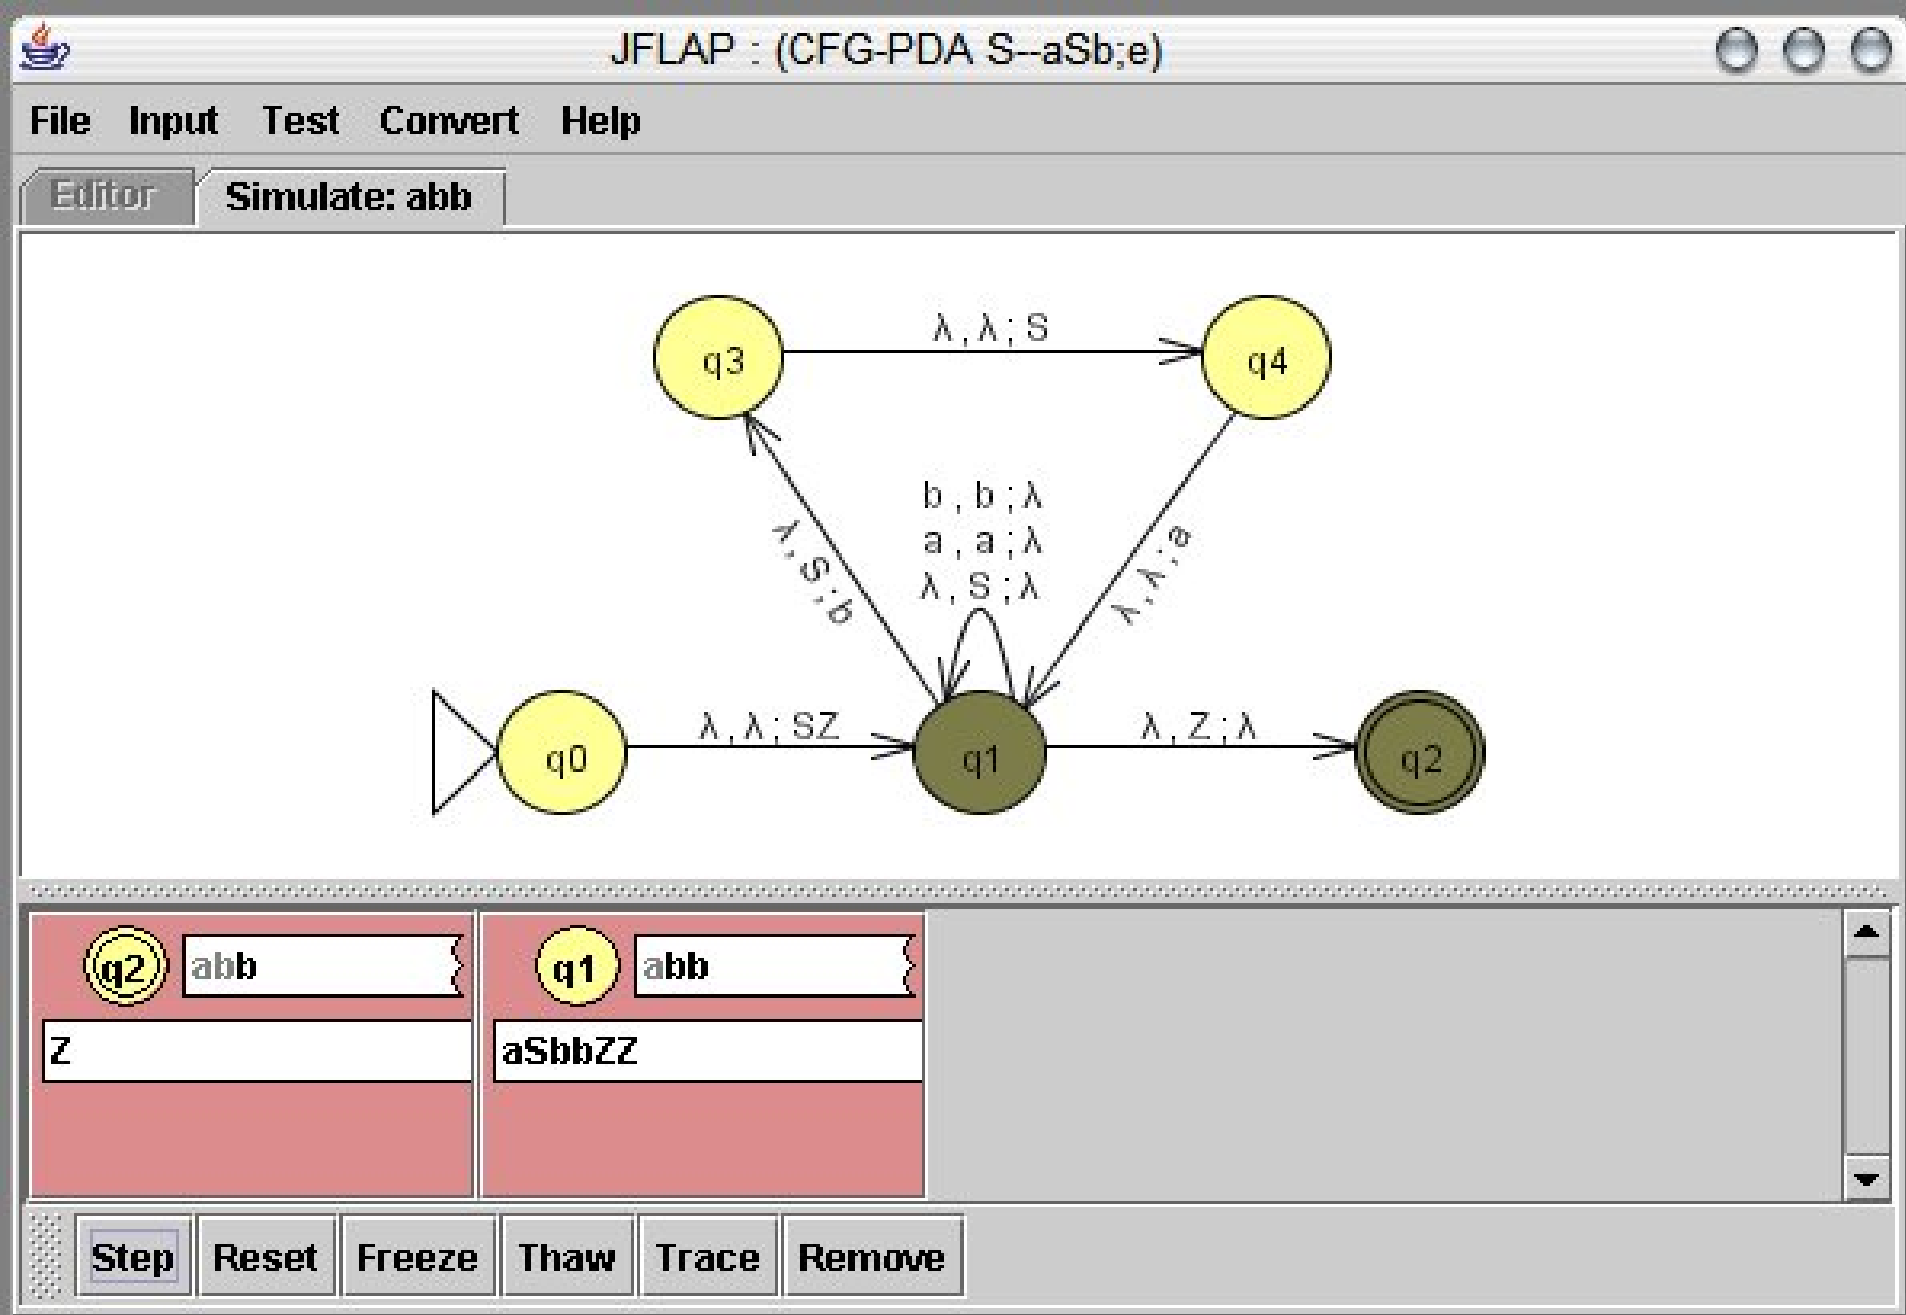 JFLAP : (CFG-PDA S--aSb;e)
File Input Test Convert Help
Editor Simulate: abb
λ , λ ; S
q3
q4
b , b ; λ
a , a ; λ
λ , S ; λ
λ , S ; b
λ , λ ; a
λ , λ ; SZ
λ , Z ; λ
q0
q1
q2
q2 abb
Z
q1 abb
aSbbZZ
Step Reset Freeze Thaw Trace Remove